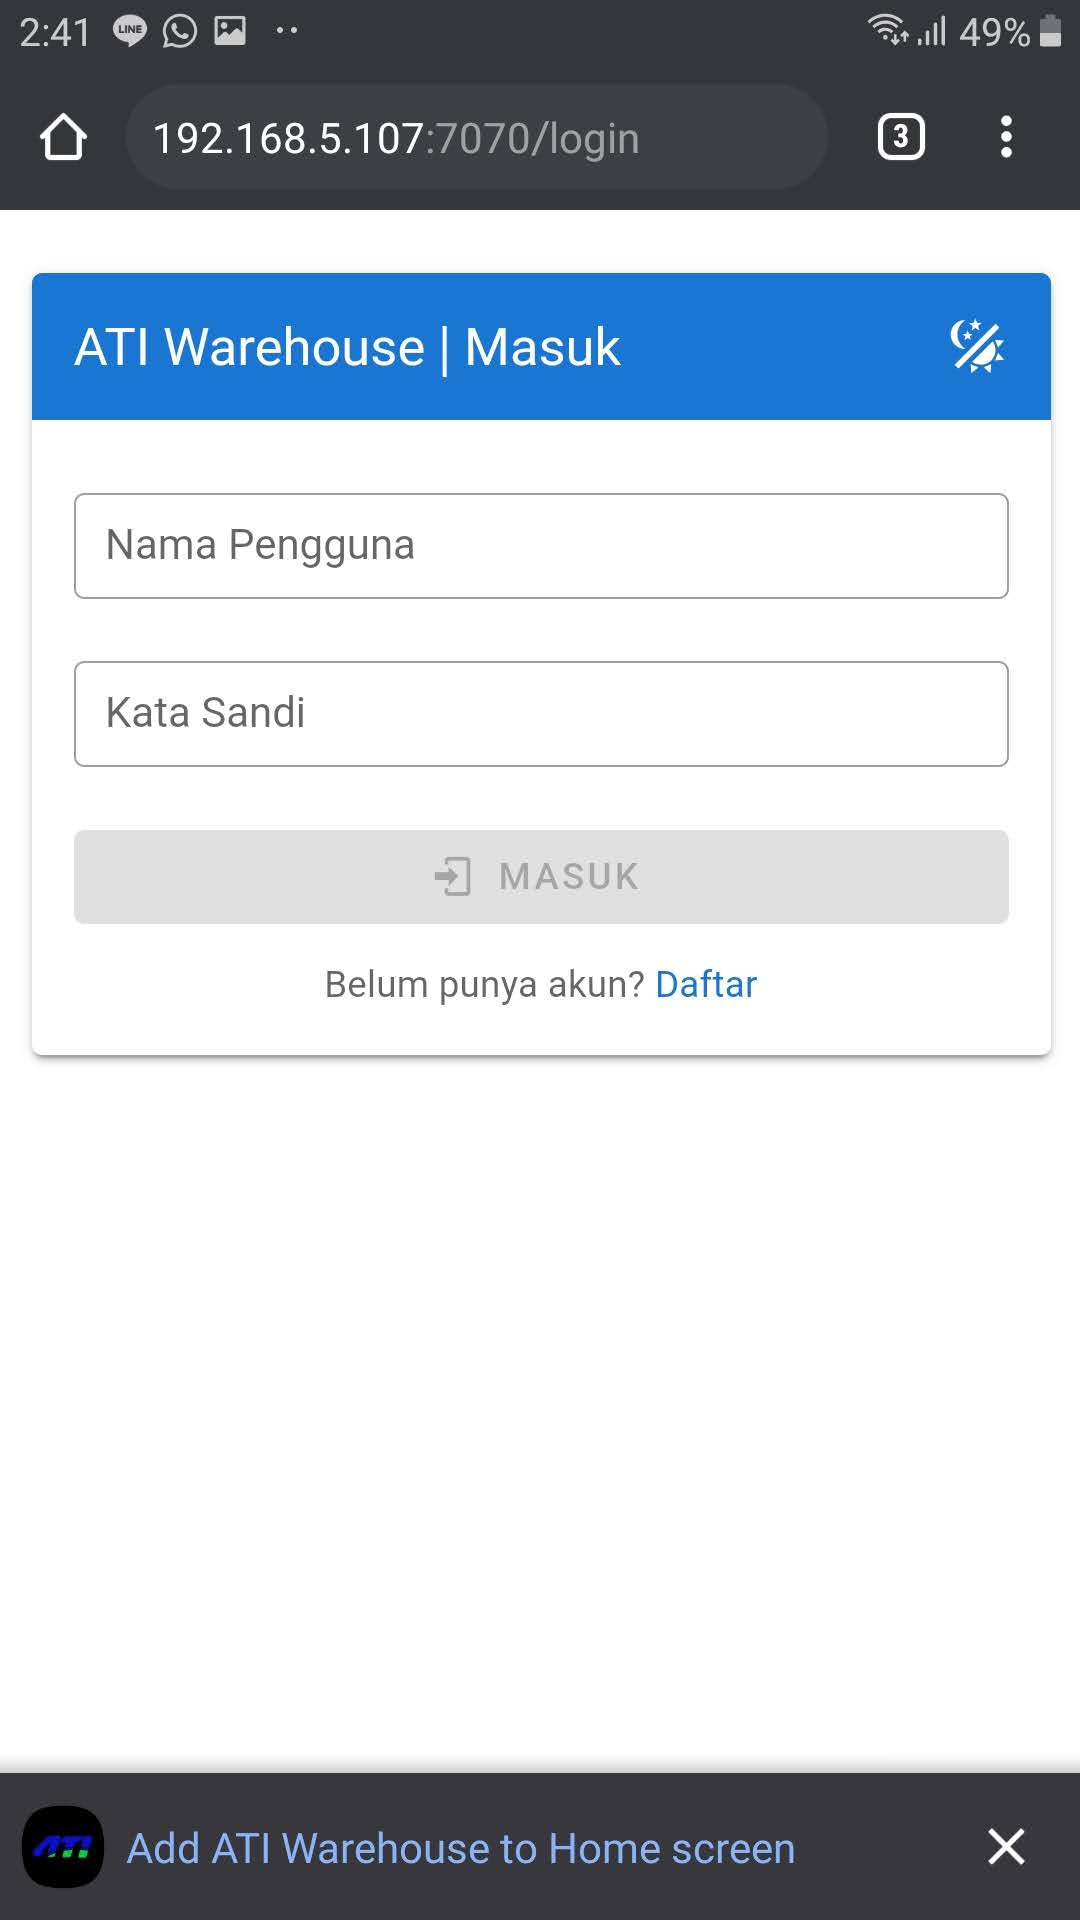 2:41 LINE 49%
192.168.5.107:7070/login 3
ATI Warehouse | Masuk
Nama Pengguna
Kata Sandi
MASUK
Belum punya akun? Daftar
ATI Add ATI Warehouse to Home screen